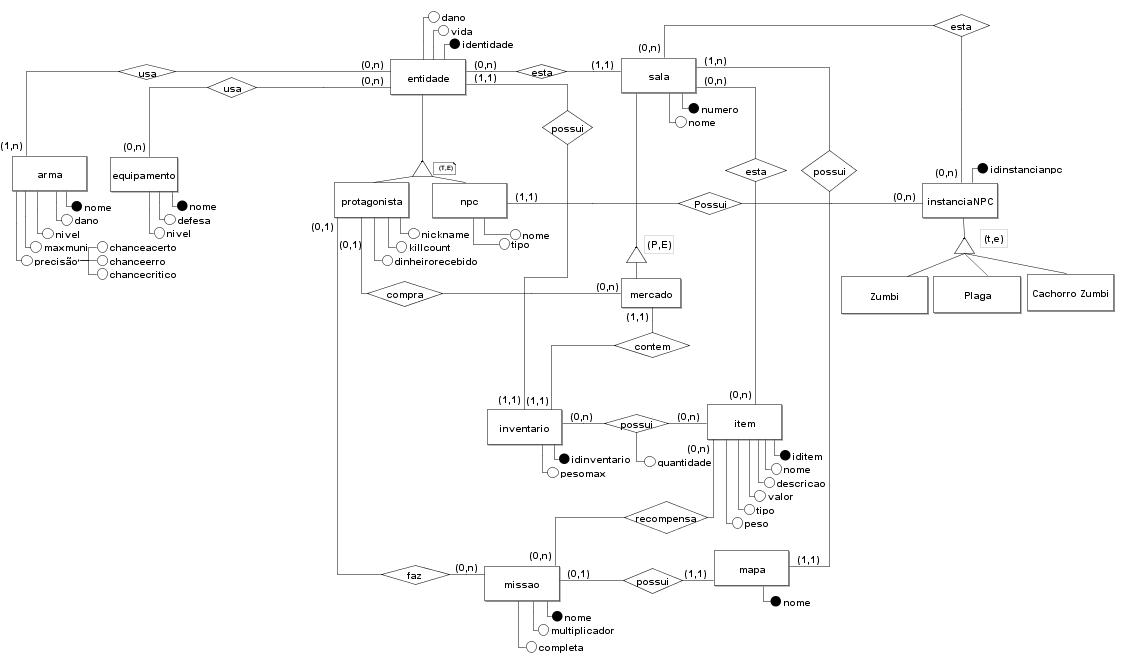 dano
vida
identidade
esta
(0,n)
(1,n)
(0,n)
(0,n)
(1,1)
(0,n)
usa
entidade
esta
sala
(0,n)
(1,1)
usa
numero
nome
possui
(1,n)
(0,n)
(T,E)
esta
possui
(0,n)
idinstancianpc
arma
equipamento
protagonista
npc
(1,1)
Possui
(0,n)
instanciaNPC
nome
dano
nivel
maxmuni
precisão
chanceacerto
chanceerro
chancecritico
nome
defesa
nivel
(0,1)
(0,1)
nickname
killcount
dinheirorecebido
nome
tipo
(P,E)
(t,e)
compra
(0,n)
mercado
(1,1)
Zumbi
Plaga
Cachorro Zumbi
contem
(1,1)
(1,1)
(0,n)
inventario
(0,n)
possui
(0,n)
item
quantidade
(0,n)
idinventario
pesomax
iditem
nome
descricao
valor
tipo
peso
recompensa
(0,n)
faz
(0,n)
missao
(0,1)
possui
(1,1)
mapa
(1,1)
nome
multiplicador
completa
nome